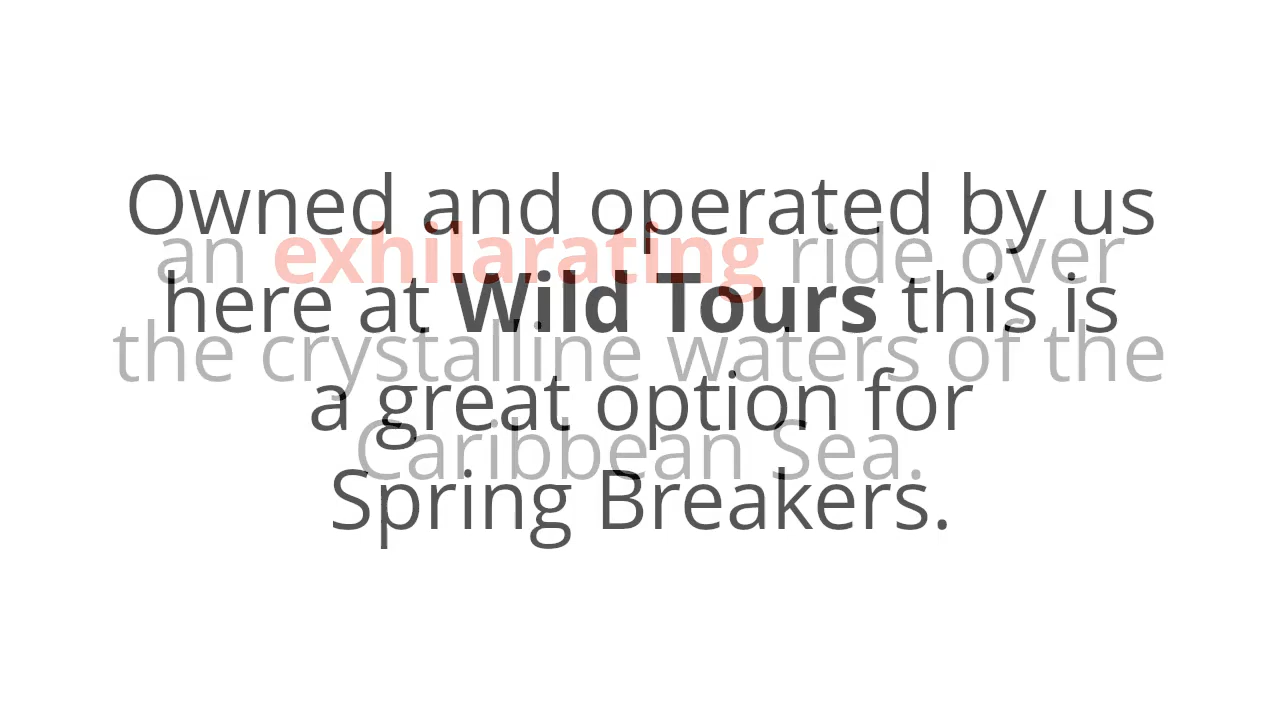 Owned and operated by us
an exhilarating ride over
here at Wild Tours this is
the crystalline waters of the
a great option for
Caribbean Sea.
Spring Breakers.